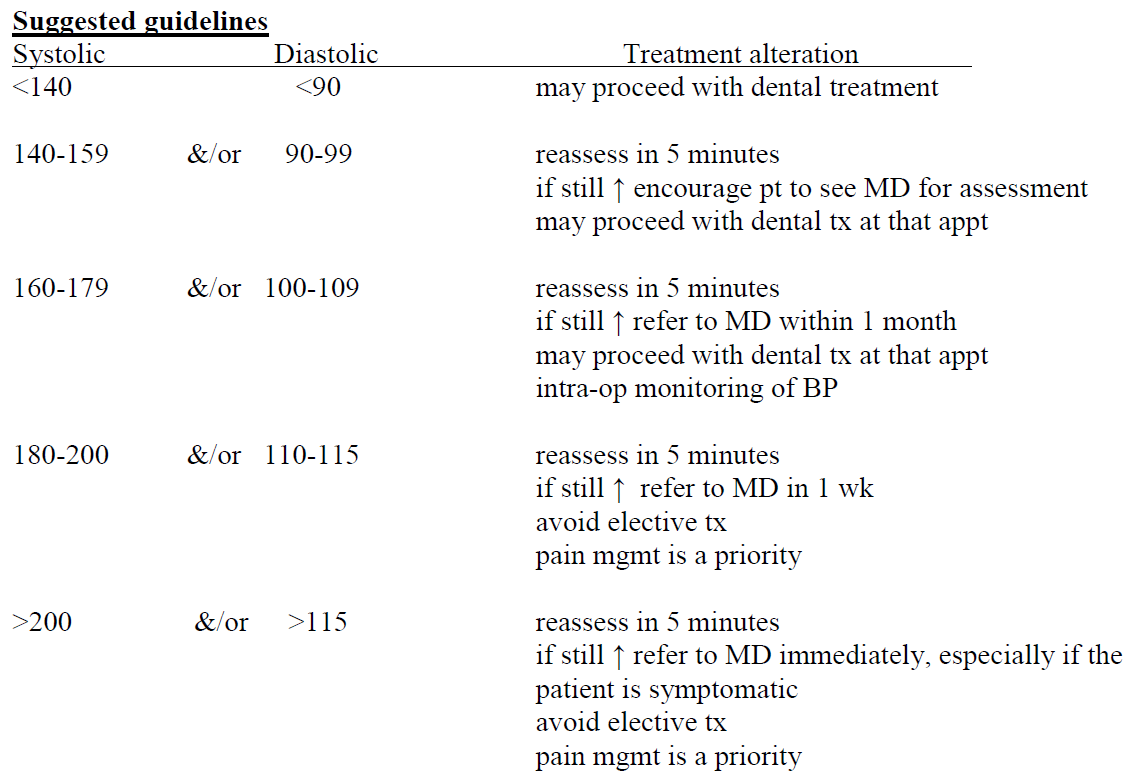 Suggested guidelines
Systolic Diastolic Treatment alteration
<140 <90 may proceed with dental treatment
140-159 &/or 90-99 reassess in 5 minutes
if still ↑ encourage pt to see MD for assessment
may proceed with dental tx at that appt
160-179 &/or 100-109 reassess in 5 minutes
if still ↑ refer to MD within 1 month
may proceed with dental tx at that appt
intra-op monitoring of BP
180-200 &/or 110-115 reassess in 5 minutes
if still ↑ refer to MD in 1 wk
avoid elective tx
pain mgmt is a priority
>200 &/or >115 reassess in 5 minutes
if still ↑ refer to MD immediately, especially if the
patient is symptomatic
avoid elective tx
pain mgmt is a priority